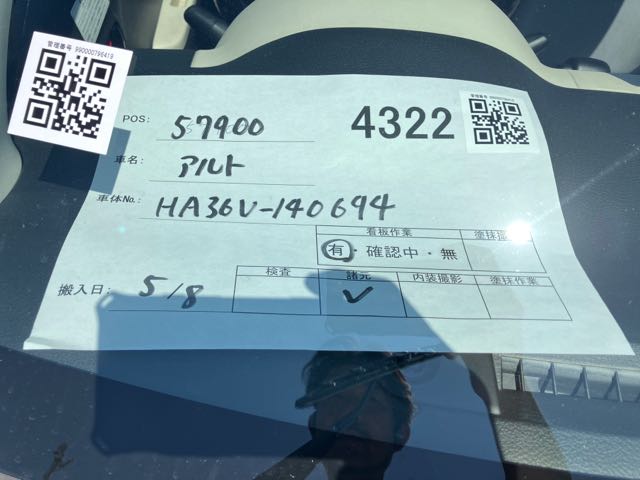 管理番号 990000796419
POS: 57900
4322
車名: アルト
車体No.: HA36V-140694
看板作業
有・確認中・無
搬入日: 5/8
検査 諸元 内装撮影 塗抹作業
✓